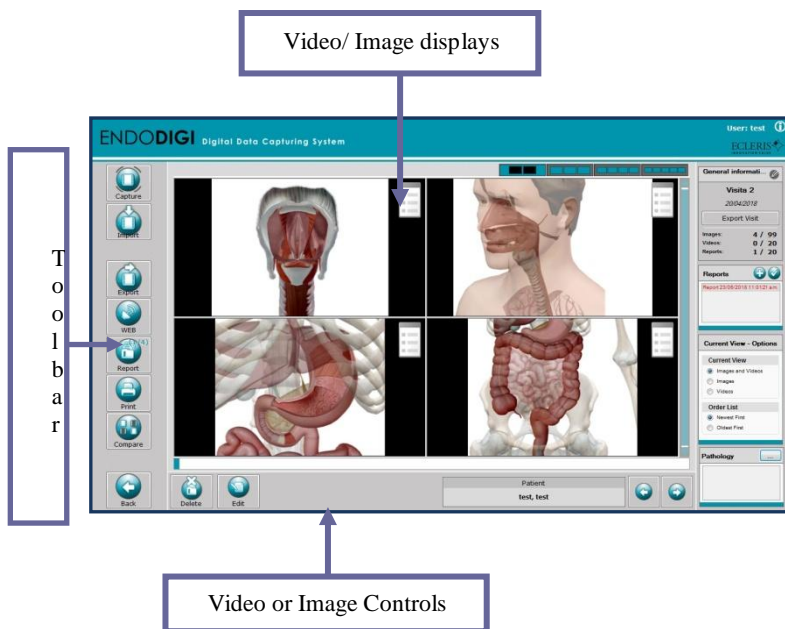 Video/ Image displays
ENDODIGI Digital Data Capturing System
User: test
ECLERIS
Toolbar
Capture
Import
Export
WEB
Report
Print
Compare
Back
General informati...
Visita 2
20/04/2018
Export Visit
Images: 4 / 99
Videos: 0 / 20
Reports: 1 / 20
Reports
Current View - Options
Current View
Images and Videos
Images
Videos
Order List
Newest First
Oldest First
Pathology ...
Delete
Edit
Patient
test, test
Video or Image Controls